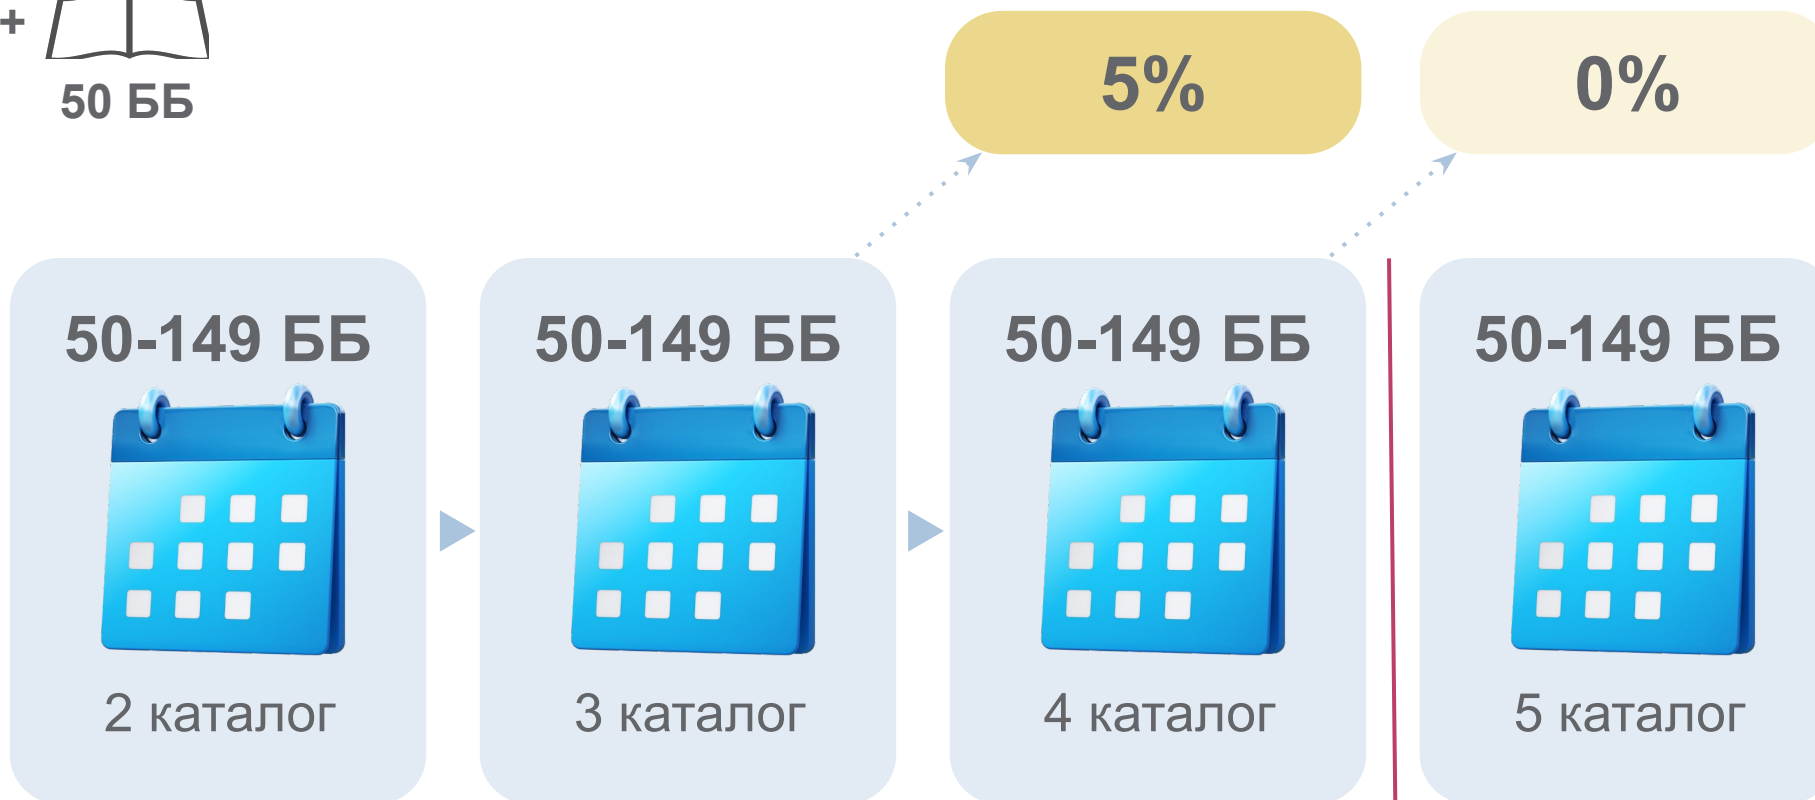 +
50 ББ
5%
0%
50-149 ББ
50-149 ББ
50-149 ББ
50-149 ББ
2 каталог
3 каталог
4 каталог
5 каталог